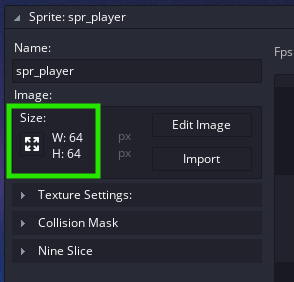 Sprite: spr_player
Name:
Fps
spr_player
Image:
Size:
W: 64 px
H: 64 px
Edit Image
Import
Texture Settings:
Collision Mask
Nine Slice